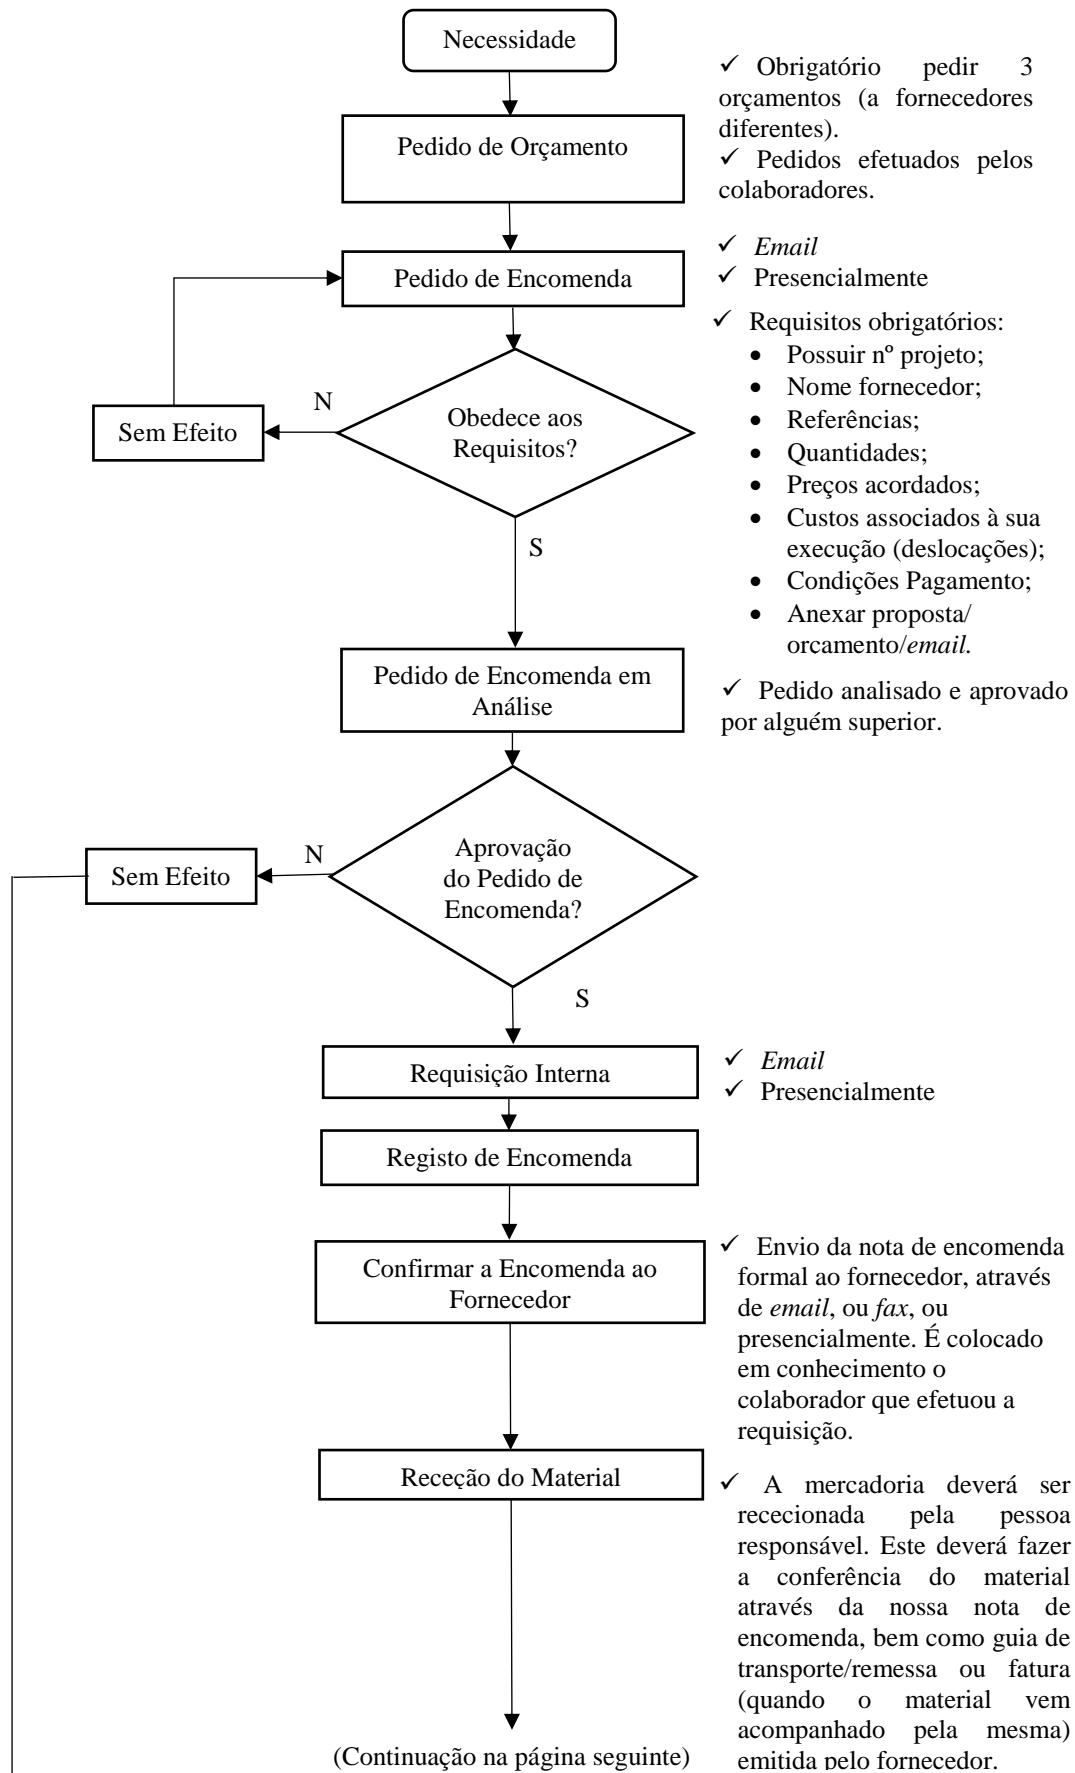 Necessidade
✓ Obrigatório pedir 3
orçamentos (a fornecedores
diferentes).
✓ Pedidos efetuados pelos
colaboradores.
Pedido de Orçamento
✓ Email
✓ Presencialmente
Pedido de Encomenda
✓ Requisitos obrigatórios:
• Possuir nº projeto;
• Nome fornecedor;
• Referências;
• Quantidades;
• Preços acordados;
• Custos associados à sua
execução (deslocações);
• Condições Pagamento;
• Anexar proposta/
orcamento/email.
N
Sem Efeito
Obedece aos
Requisitos?
S
Pedido de Encomenda em
Análise
✓ Pedido analisado e aprovado
por alguém superior.
N
Sem Efeito
Aprovação
do Pedido de
Encomenda?
S
Requisição Interna
✓ Email
✓ Presencialmente
Registo de Encomenda
Confirmar a Encomenda ao
Fornecedor
✓ Envio da nota de encomenda
formal ao fornecedor, através
de email, ou fax, ou
presencialmente. É colocado
em conhecimento o
colaborador que efetuou a
requisição.
Receção do Material
✓ A mercadoria deverá ser
rececionada pela pessoa
responsável. Este deverá fazer
a conferência do material
através da nossa nota de
encomenda, bem como guia de
transporte/remessa ou fatura
(quando o material vem
acompanhado pela mesma)
emitida pelo fornecedor.
(Continuação na página seguinte)